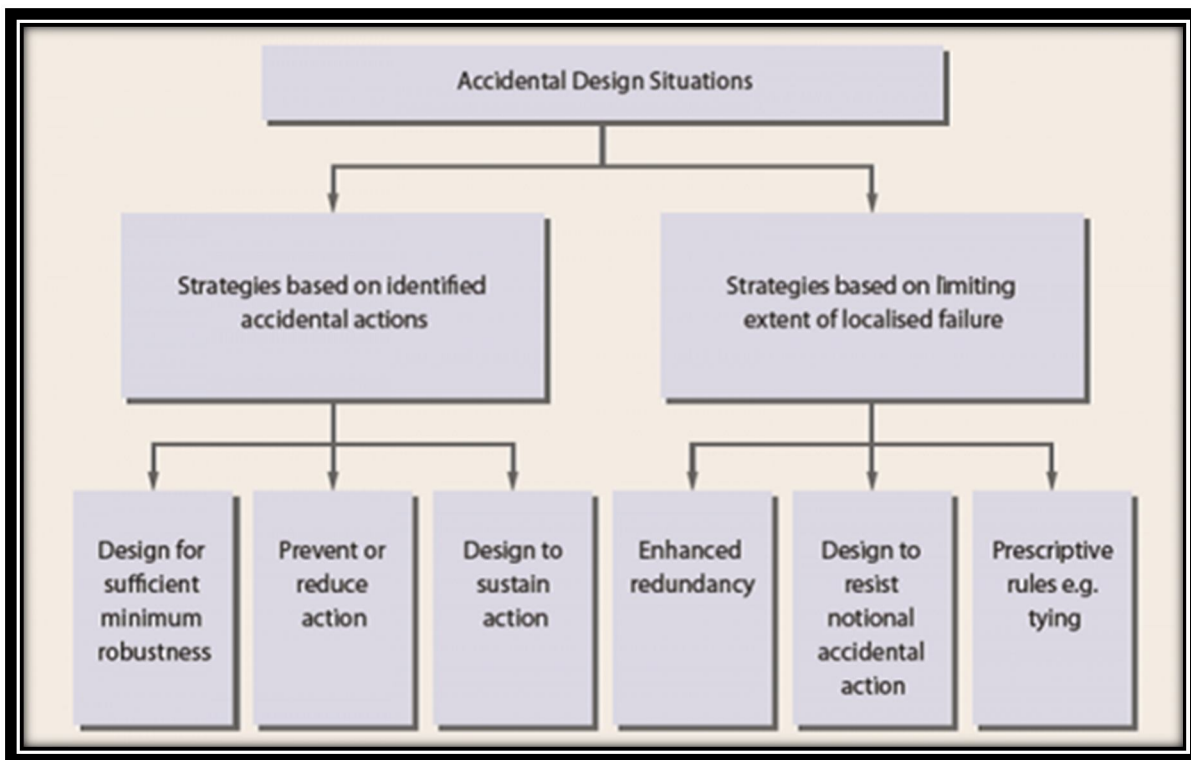 Accidental Design Situations
Strategies based on identified
accidental actions
Strategies based on limiting
extent of localised failure
Design for
sufficient
minimum
robustness
Prevent or
reduce
action
Design to
sustain
action
Enhanced
redundancy
Design to
resist
notional
accidental
action
Prescriptive
rules e.g.
tying